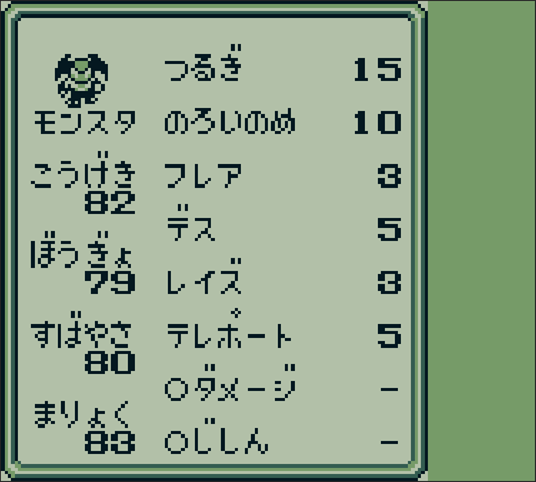 つるぎ 15
モンスタ のろいのめ 10
こうげき フレア 3
82
デス 5
ぼうぎょ
79 レイズ 3
すばやさ テレポート 5
80
○ダメージ -
まりょく
83 ○じしん -